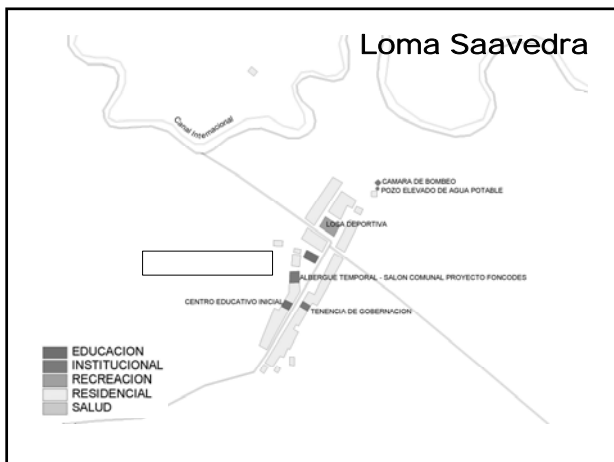 Loma Saavedra
Canal Internacional
CAMARA DE BOMBEO
POZO ELEVADO DE AGUA POTABLE
LOSA DEPORTIVA
ALBERGUE TEMPORAL - SALON COMUNAL PROYECTO FONCODES
CENTRO EDUCATIVO INICIAL
TENENCIA DE GOBERNACION
EDUCACION
INSTITUCIONAL
RECREACION
RESIDENCIAL
SALUD